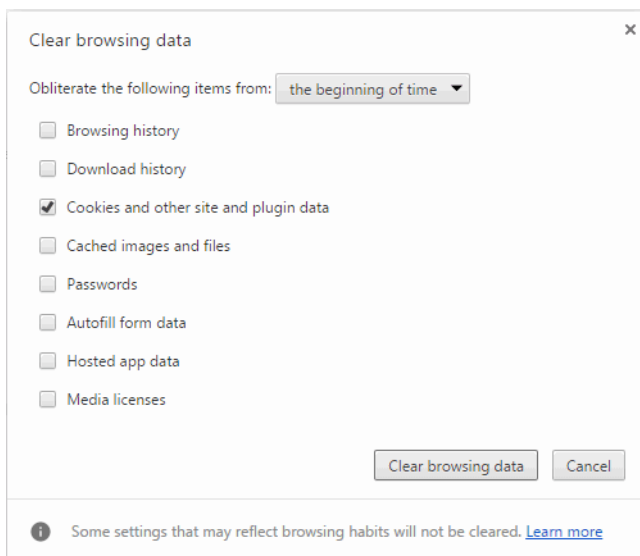 Clear browsing data
Obliterate the following items from: the beginning of time
Browsing history
Download history
Cookies and other site and plugin data
Cached images and files
Passwords
Autofill form data
Hosted app data
Media licenses
Clear browsing data Cancel
Some settings that may reflect browsing habits will not be cleared. Learn more